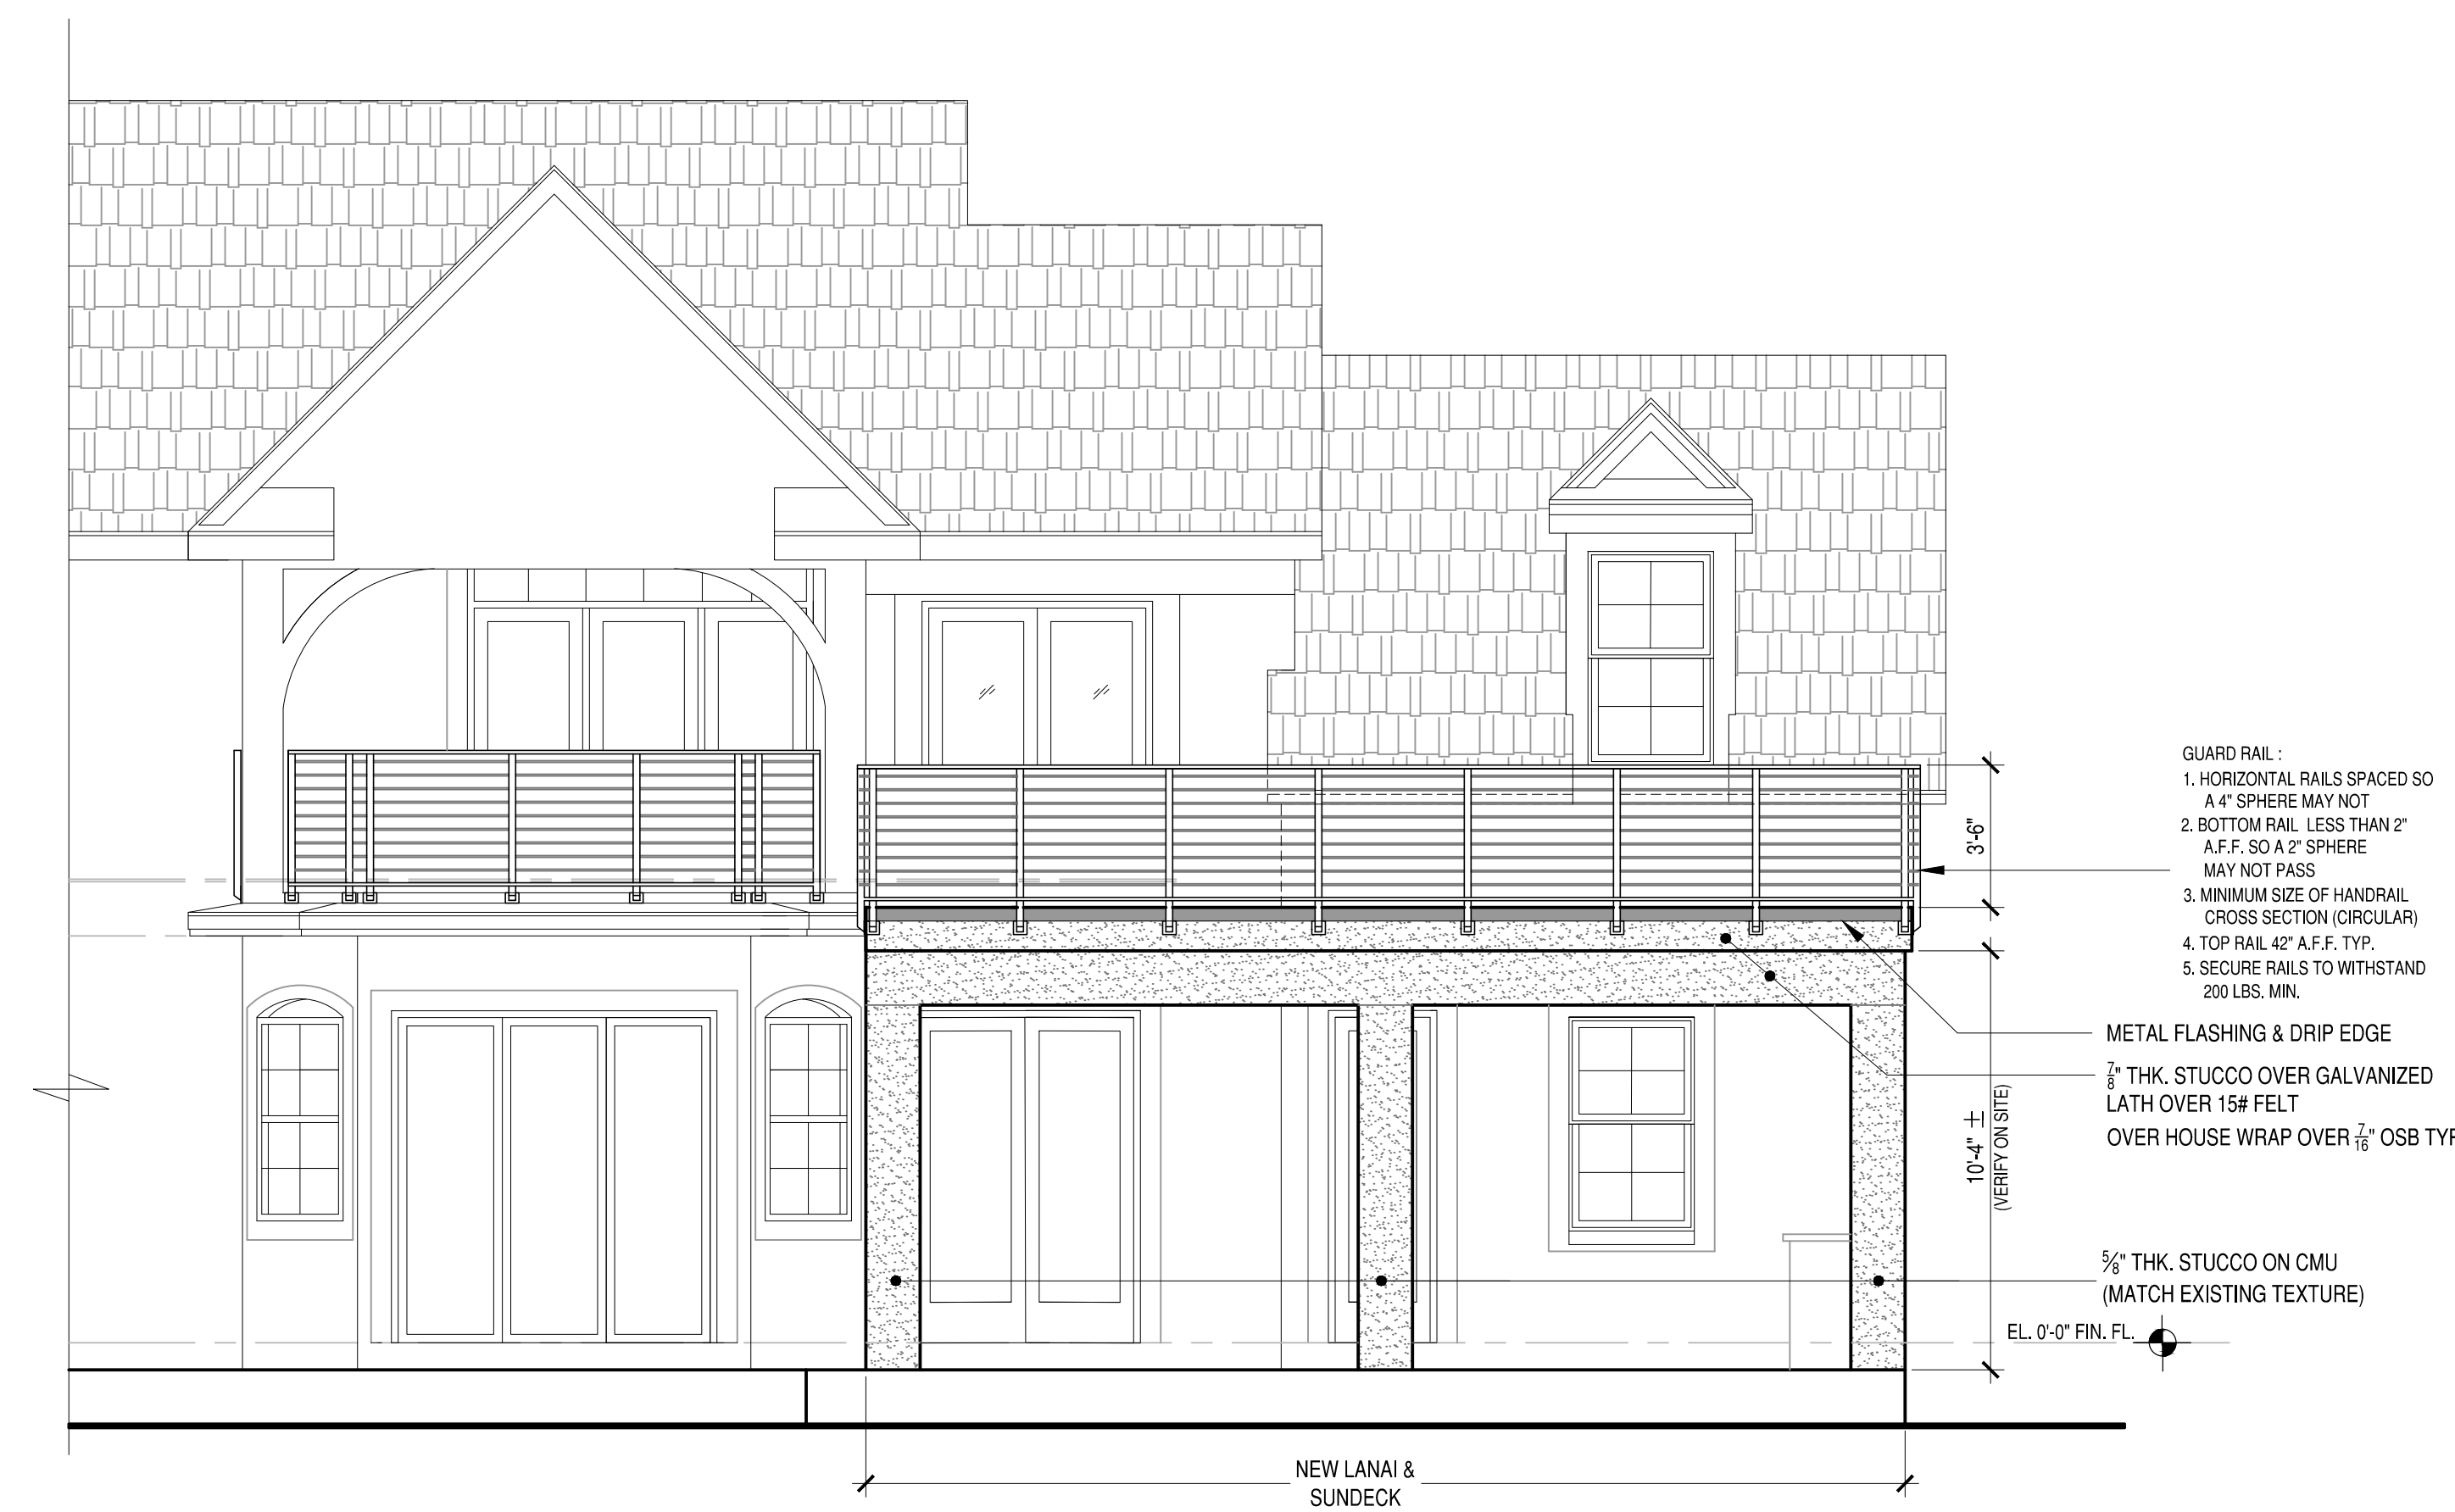 GUARD RAIL :
1. HORIZONTAL RAILS SPACED SO
A 4" SPHERE MAY NOT
2. BOTTOM RAIL LESS THAN 2"
A.F.F. SO A 2" SPHERE
MAY NOT PASS
3. MINIMUM SIZE OF HANDRAIL
CROSS SECTION (CIRCULAR)
4. TOP RAIL 42" A.F.F. TYP.
5. SECURE RAILS TO WITHSTAND
200 LBS. MIN.
3'-6"
METAL FLASHING & DRIP EDGE
7/8" THK. STUCCO OVER GALVANIZED
LATH OVER 15# FELT
OVER HOUSE WRAP OVER 7/16" OSB TYP
10'-4" ±
(VERIFY ON SITE)
5/8" THK. STUCCO ON CMU
(MATCH EXISTING TEXTURE)
EL. 0'-0" FIN. FL.
NEW LANAI &
SUNDECK